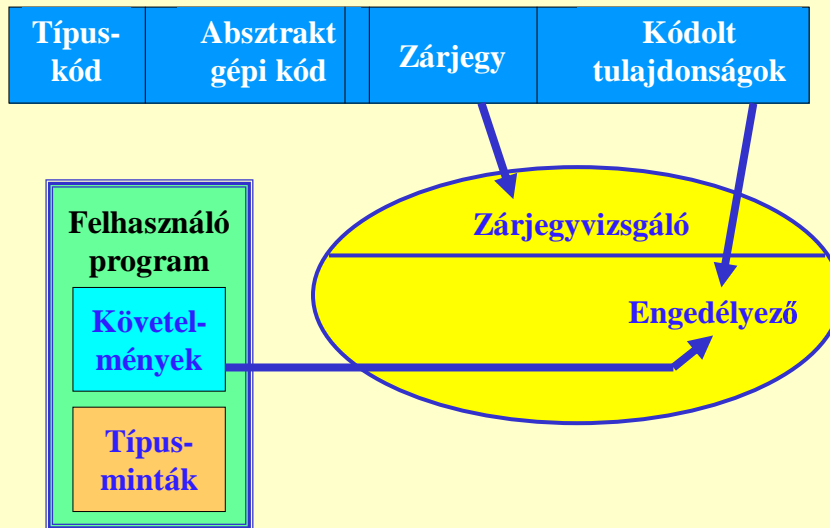 Típus-
kód
Absztrakt
gépi kód
Zárjegy
Kódolt
tulajdonságok
Felhasználó
program
Követel-
mények
Típus-
minták
Zárjegyvizsgáló
Engedélyező